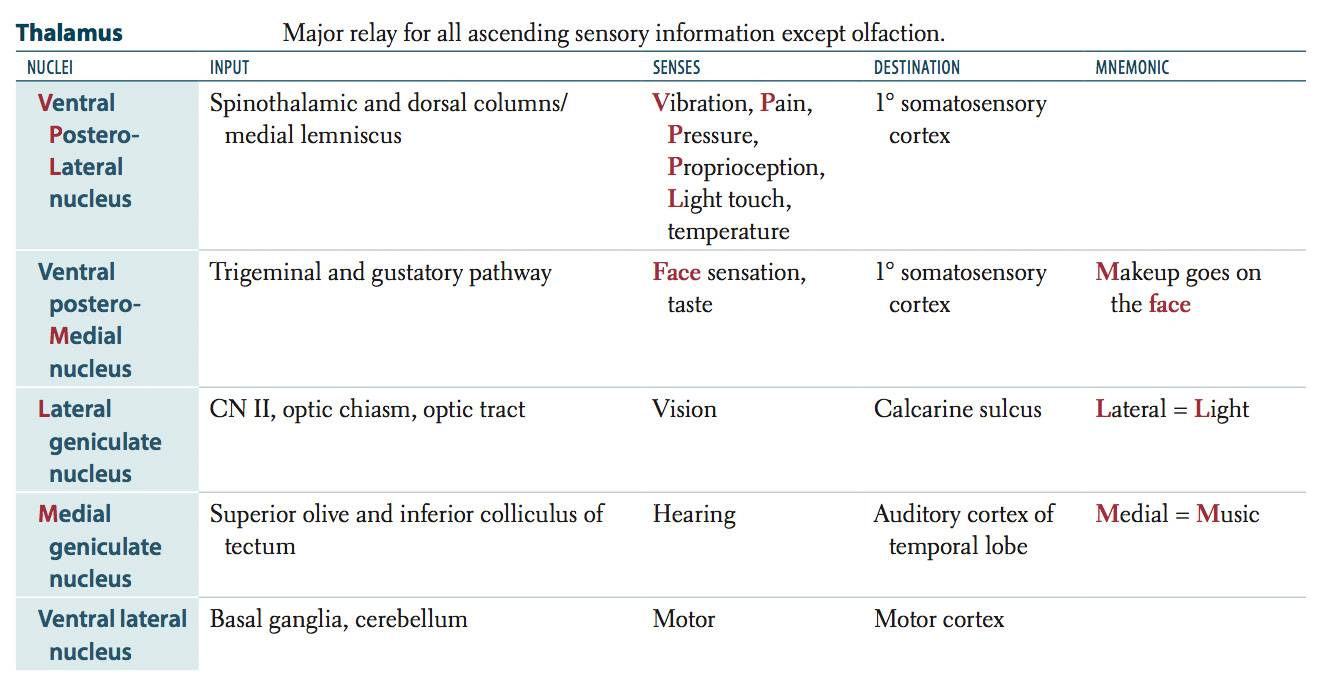 Thalamus Major relay for all ascending sensory information except olfaction.
NUCLEI INPUT SENSES DESTINATION MNEMONIC
Ventral Spinothalamic and dorsal columns/ Vibration, Pain, 1° somatosensory
Postero- medial lemniscus Pressure, cortex
Lateral Proprioception,
nucleus Light touch,
temperature
Ventral Trigeminal and gustatory pathway Face sensation, 1° somatosensory Makeup goes on
postero- taste cortex the face
Medial
nucleus
Lateral CN II, optic chiasm, optic tract Vision Calcarine sulcus Lateral = Light
geniculate
nucleus
Medial Superior olive and inferior colliculus of Hearing Auditory cortex of Medial = Music
geniculate tectum temporal lobe
nucleus
Ventral lateral Basal ganglia, cerebellum Motor Motor cortex
nucleus